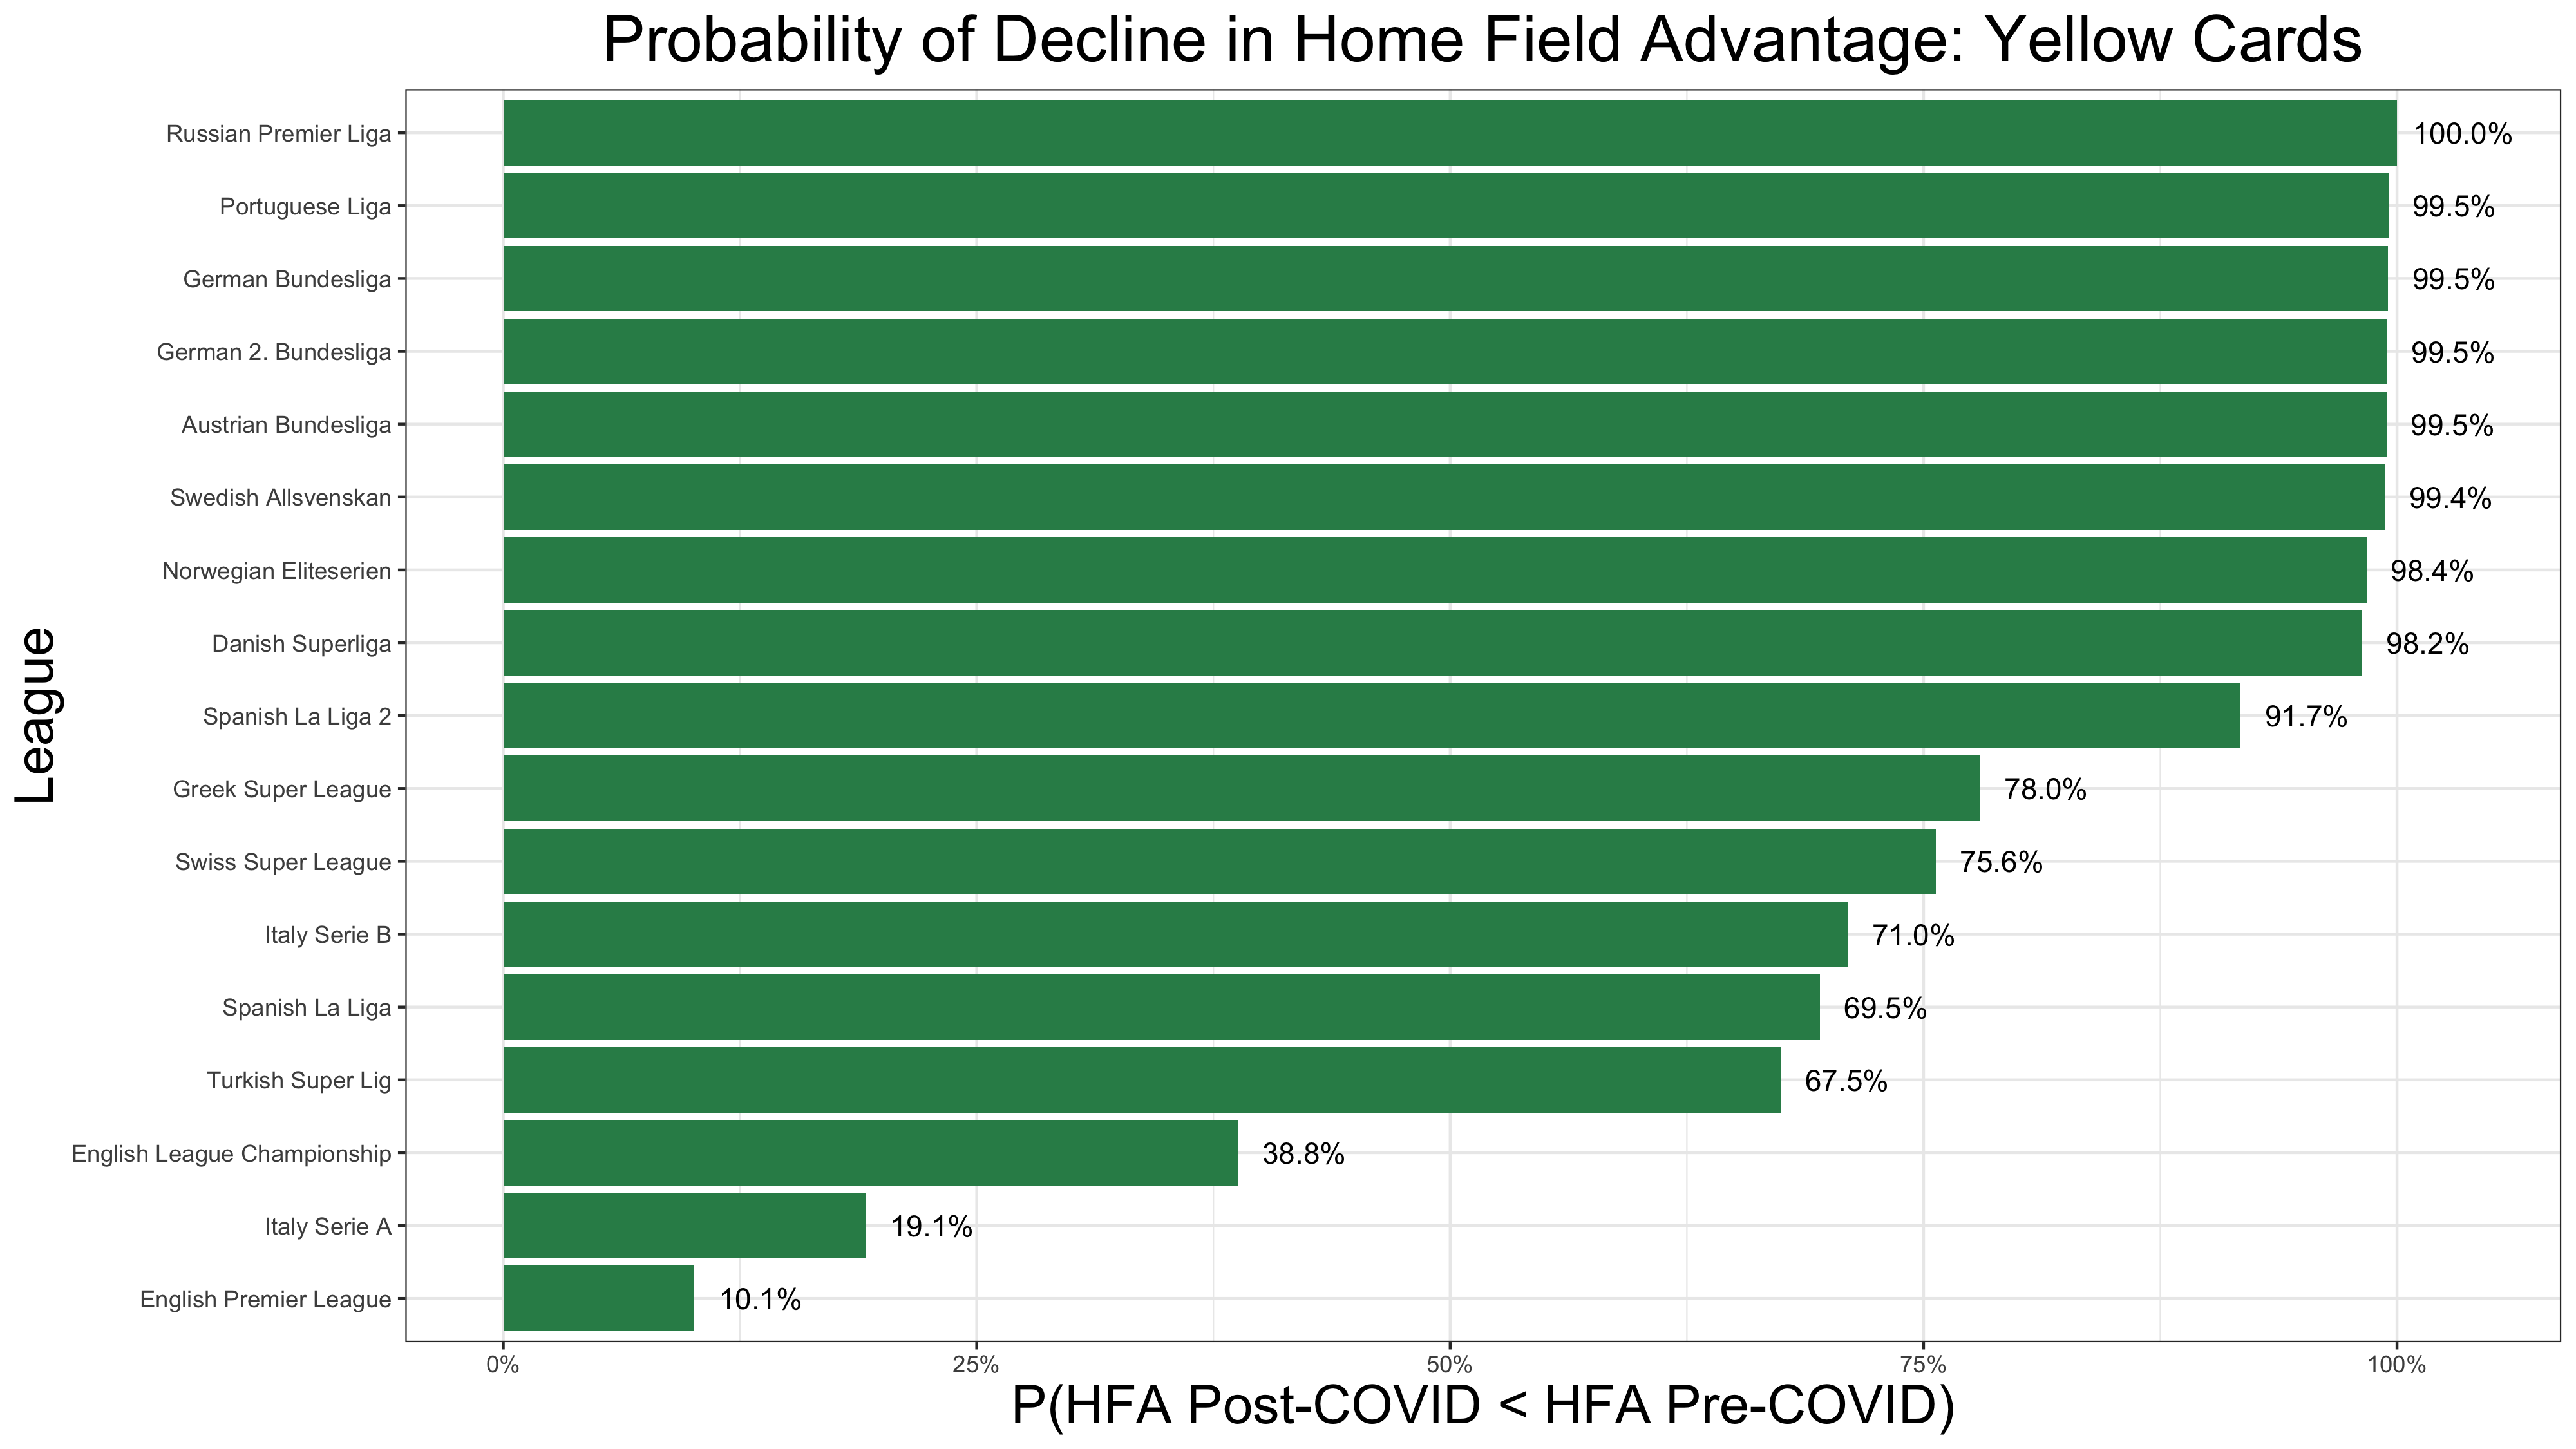 Probability of Decline in Home Field Advantage: Yellow Cards
League
Russian Premier Liga 100.0%
Portuguese Liga 99.5%
German Bundesliga 99.5%
German 2. Bundesliga 99.5%
Austrian Bundesliga 99.5%
Swedish Allsvenskan 99.4%
Norwegian Eliteserien 98.4%
Danish Superliga 98.2%
Spanish La Liga 2 91.7%
Greek Super League 78.0%
Swiss Super League 75.6%
Italy Serie B 71.0%
Spanish La Liga 69.5%
Turkish Super Lig 67.5%
English League Championship 38.8%
Italy Serie A 19.1%
English Premier League 10.1%
0% 25% 50% 75% 100%
P(HFA Post-COVID < HFA Pre-COVID)